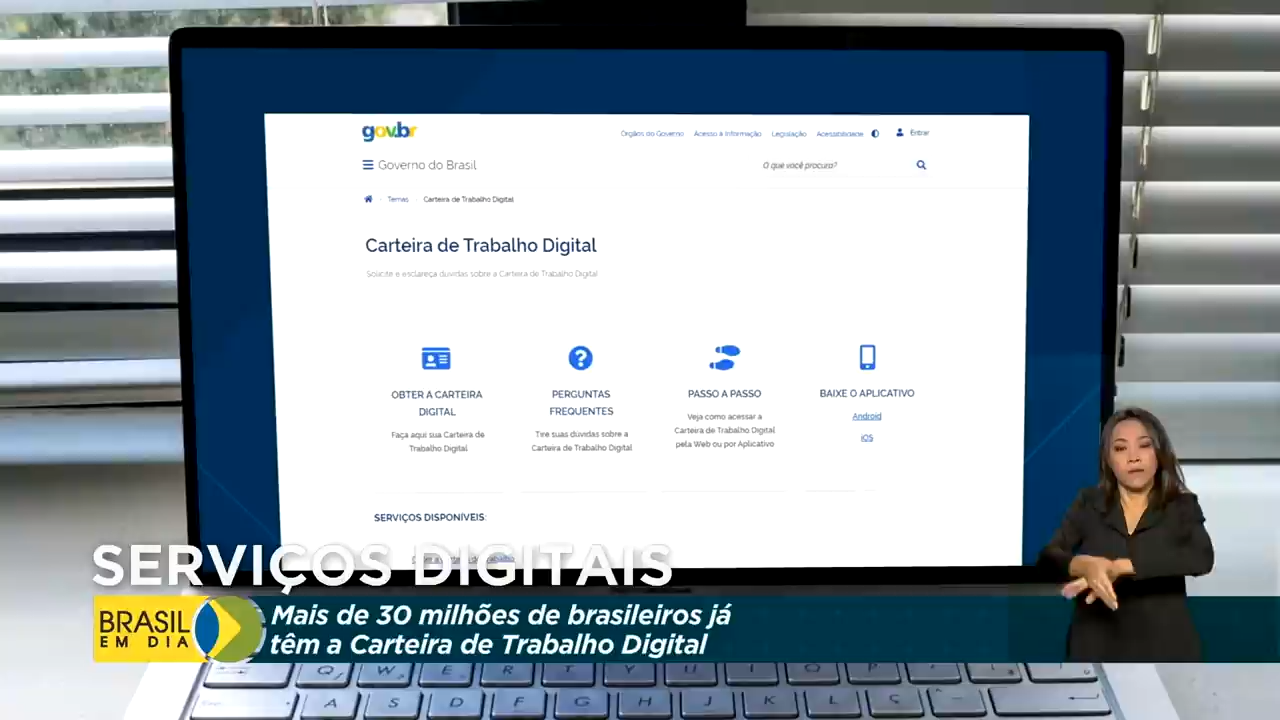 gov.br
Órgãos do Governo Acesso à Informação Legislação Acessibilidade Entrar
Governo do Brasil
O que você procura?
Temas Carteira de Trabalho Digital
Carteira de Trabalho Digital
Solicite e esclareça dúvidas sobre a Carteira de Trabalho Digital
OBTER A CARTEIRA
DIGITAL
Faça aqui sua Carteira de
Trabalho Digital
PERGUNTAS
FREQUENTES
Tire suas dúvidas sobre a
Carteira de Trabalho Digital
PASSO A PASSO
Veja como acessar a
Carteira de Trabalho Digital
pela Web ou por Aplicativo
BAIXE O APLICATIVO
Android
iOS
SERVIÇOS DISPONÍVEIS:
SERVIÇOS DIGITAIS
BRASIL
EM DIA
Mais de 30 milhões de brasileiros já
têm a Carteira de Trabalho Digital
Q W E R T Y U I O P
A S D F G H J K L Ç